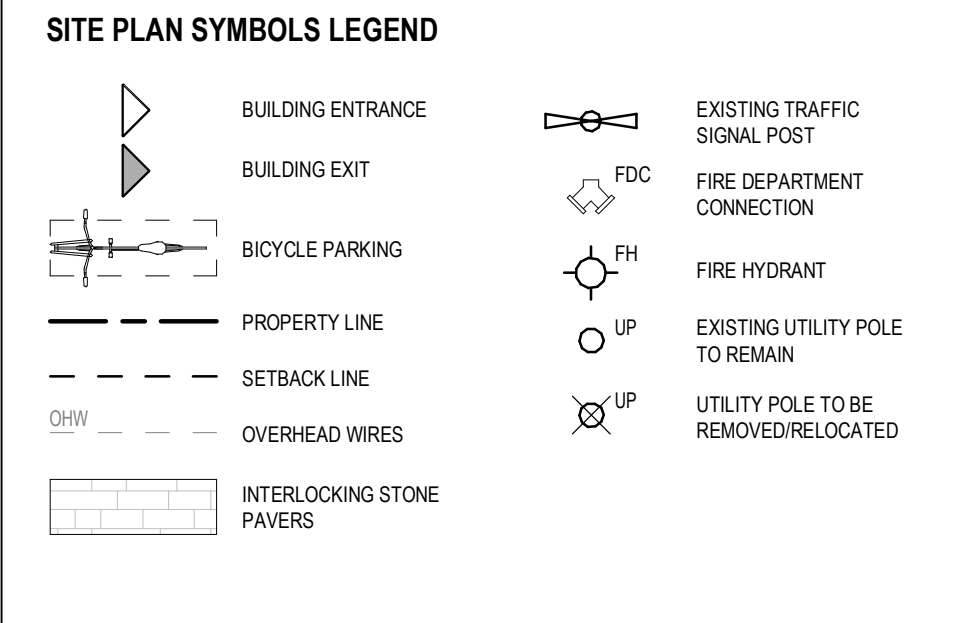 SITE PLAN SYMBOLS LEGEND
BUILDING ENTRANCE
BUILDING EXIT
BICYCLE PARKING
PROPERTY LINE
SETBACK LINE
OHW
OVERHEAD WIRES
INTERLOCKING STONE
PAVERS
EXISTING TRAFFIC
SIGNAL POST
FDC
FIRE DEPARTMENT
CONNECTION
FH
FIRE HYDRANT
UP
EXISTING UTILITY POLE
TO REMAIN
UP
UTILITY POLE TO BE
REMOVED/RELOCATED